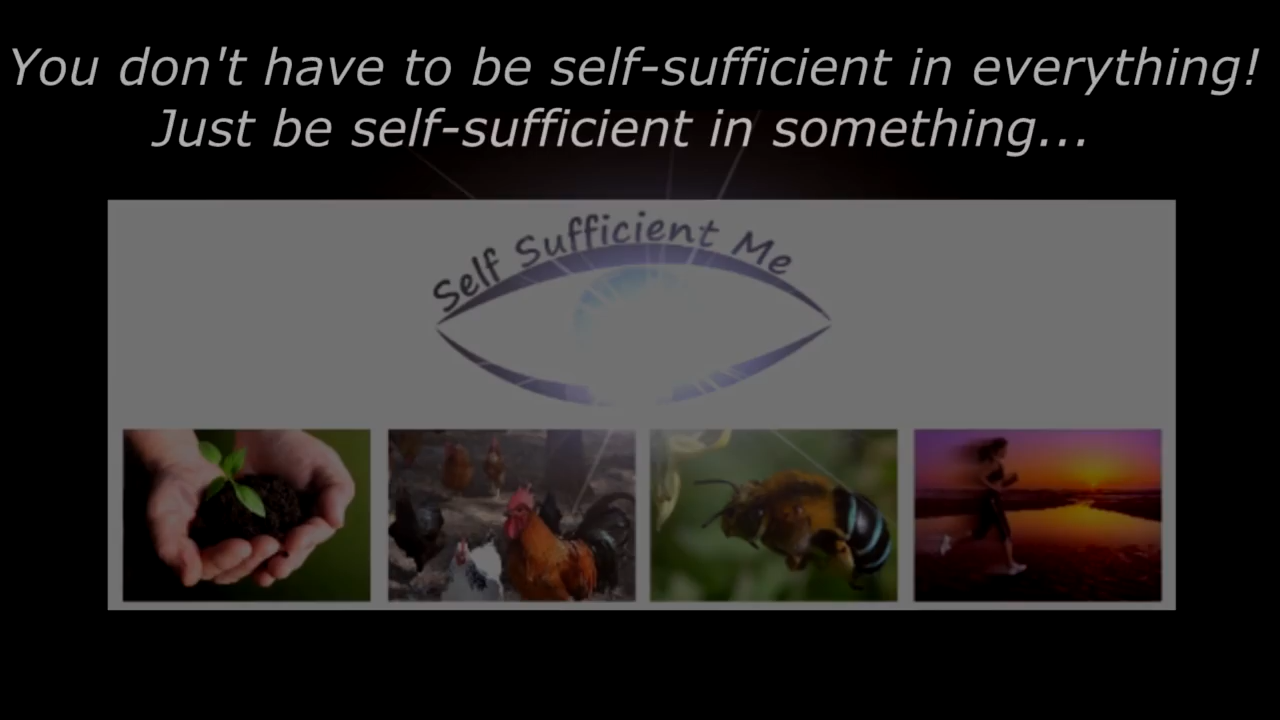 You don't have to be self-sufficient in everything!
Just be self-sufficient in something...
Self Sufficient Me